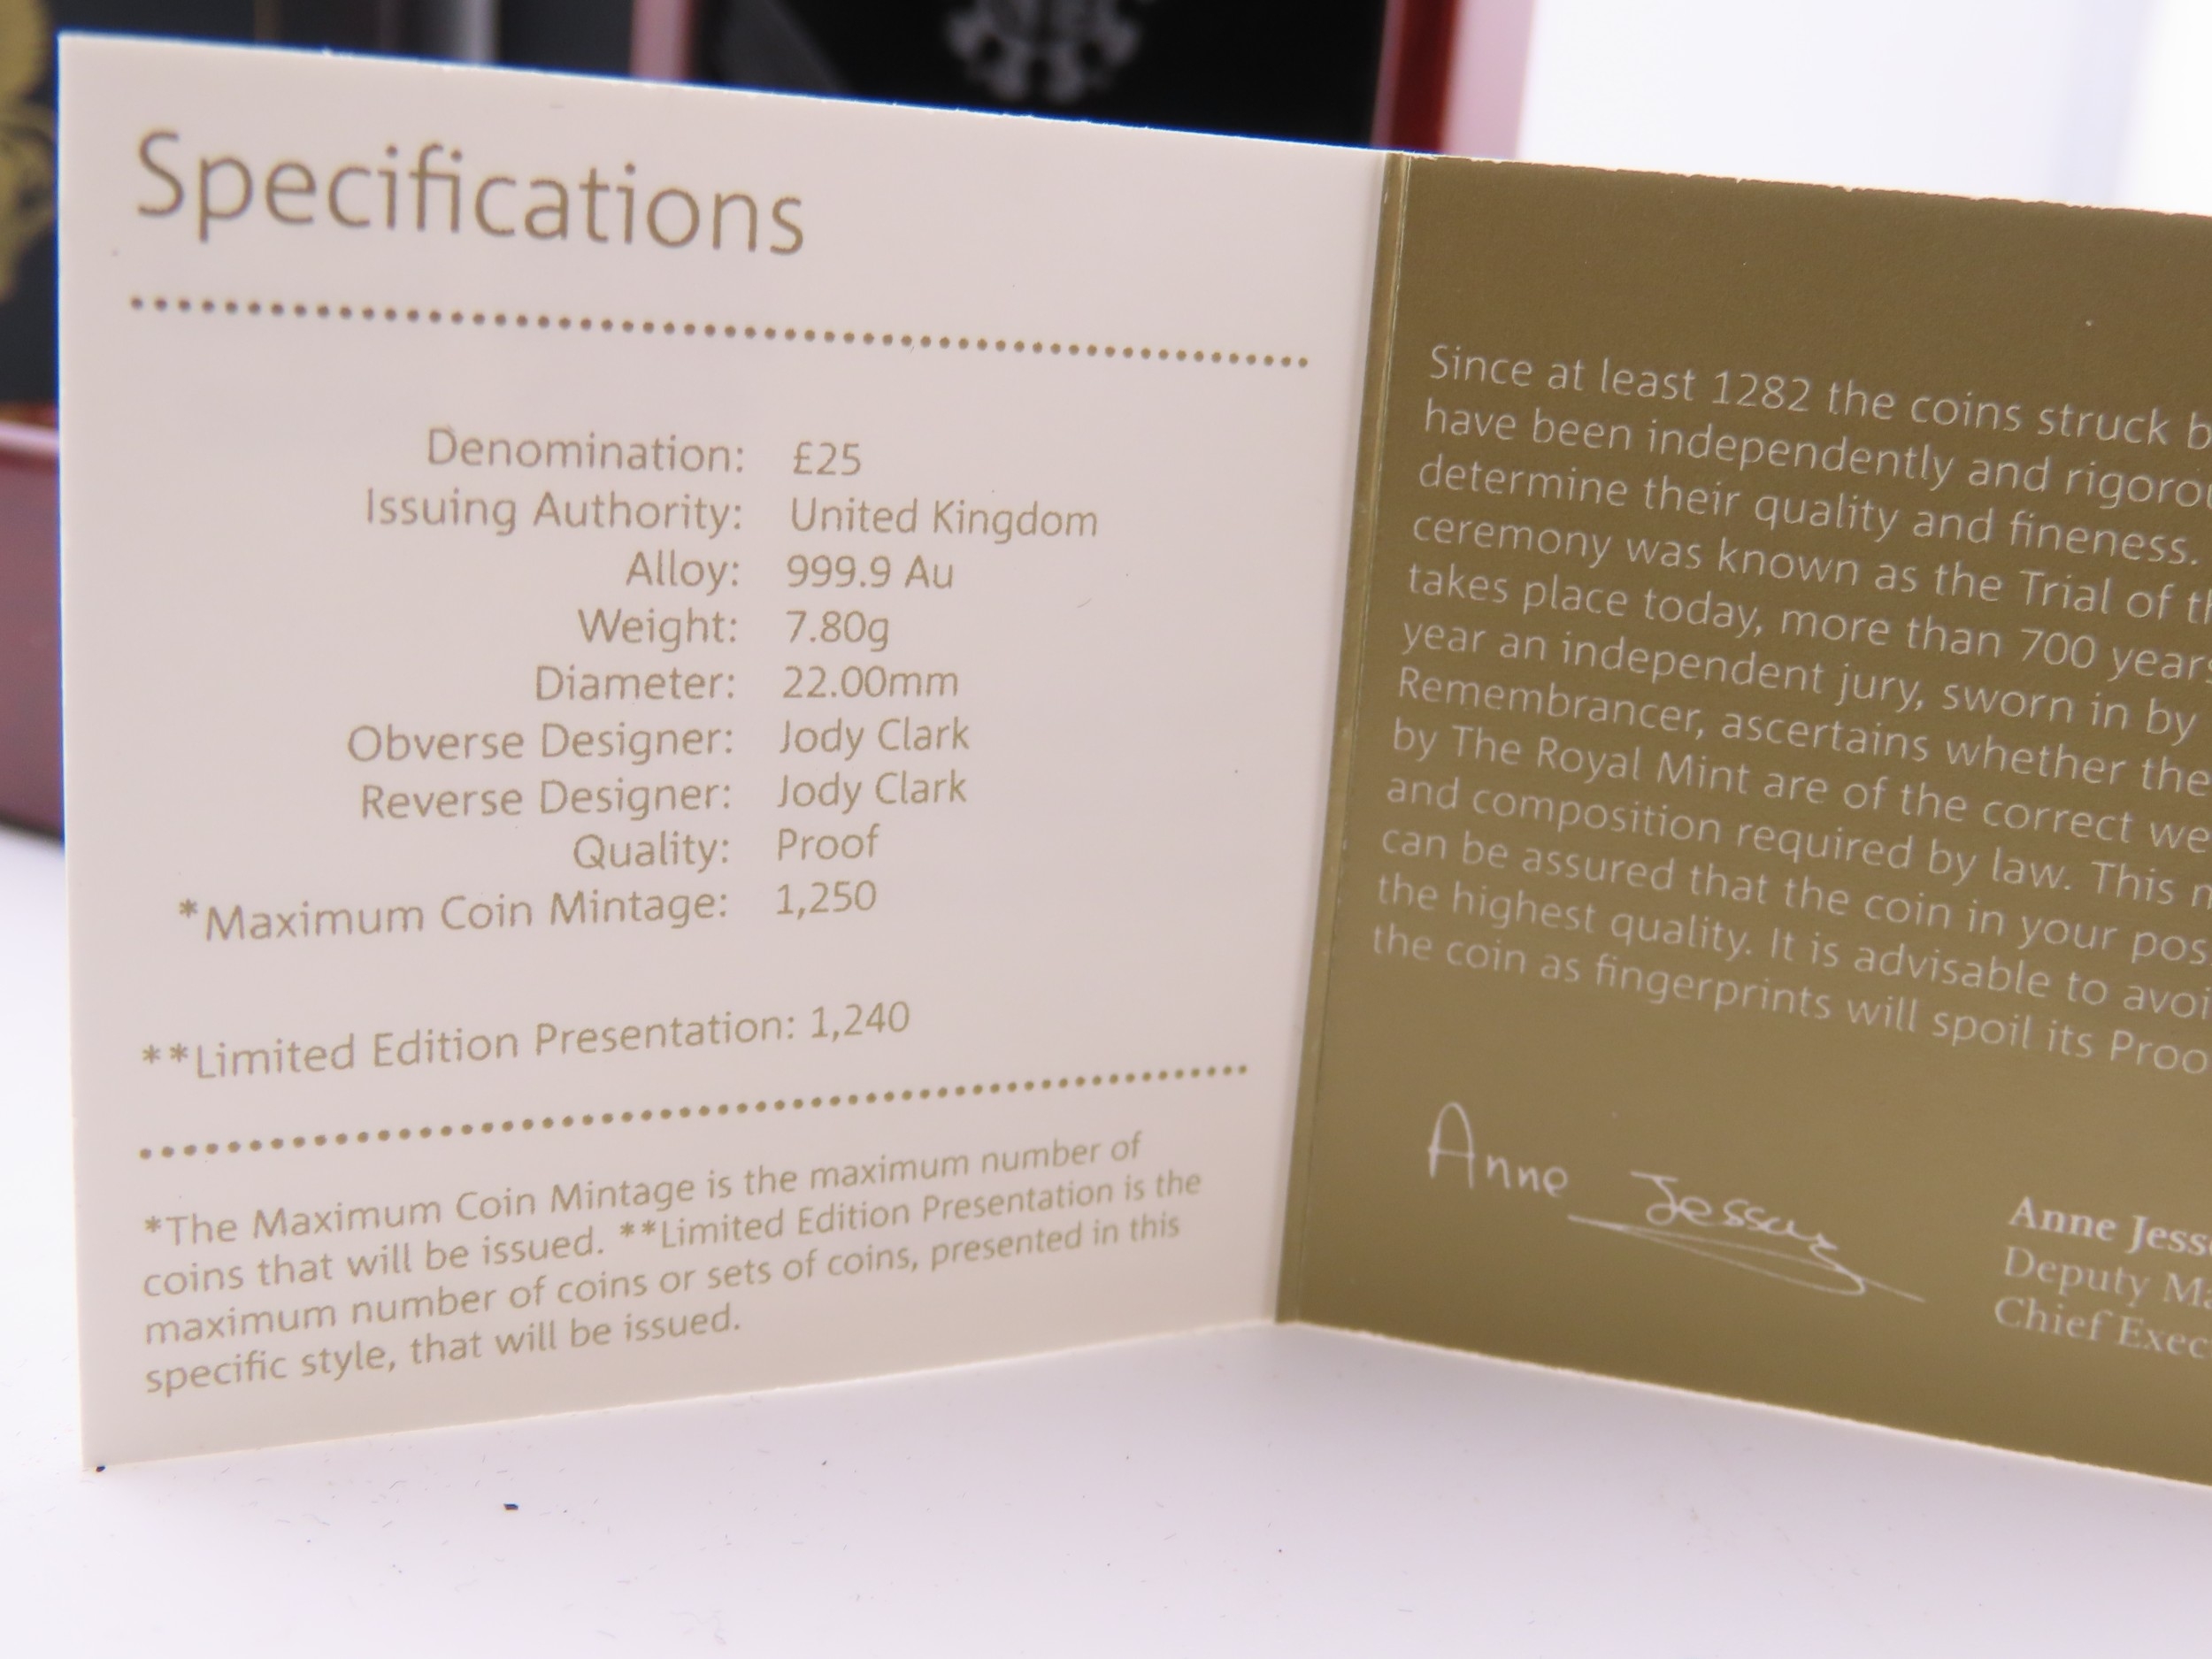 Specifications
Denomination: £25
Issuing Authority: United Kingdom
Alloy: 999.9 Au
Weight: 7.80g
Diameter: 22.00mm
Obverse Designer: Jody Clark
Reverse Designer: Jody Clark
Quality: Proof
*Maximum Coin Mintage: 1,250
**Limited Edition Presentation: 1,240
*The Maximum Coin Mintage is the maximum number of
coins that will be issued. **Limited Edition Presentation is the
maximum number of coins or sets of coins, presented in this
specific style, that will be issued.
Since at least 1282 the coins struck
have been independently and
determine their quality and fineness.
ceremony was known as the Trial of
takes place today, more than 700 years
year an independent jury, sworn in by
Remembrancer, ascertains whether the
by The Royal Mint are of the correct
and composition required by law. This
can be assured that the coin in your
the highest quality. It is advisable to
the coin as fingerprints will spoil its
Anne Jessop
Anne
Deputy
Chief